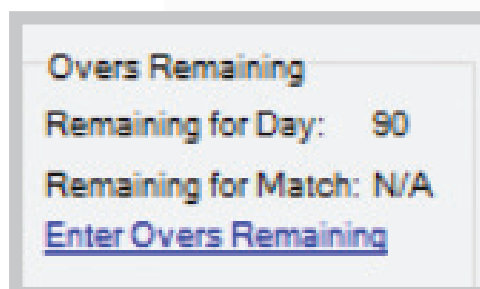 Overs Remaining
Remaining for Day: 90
Remaining for Match: N/A
Enter Overs Remaining